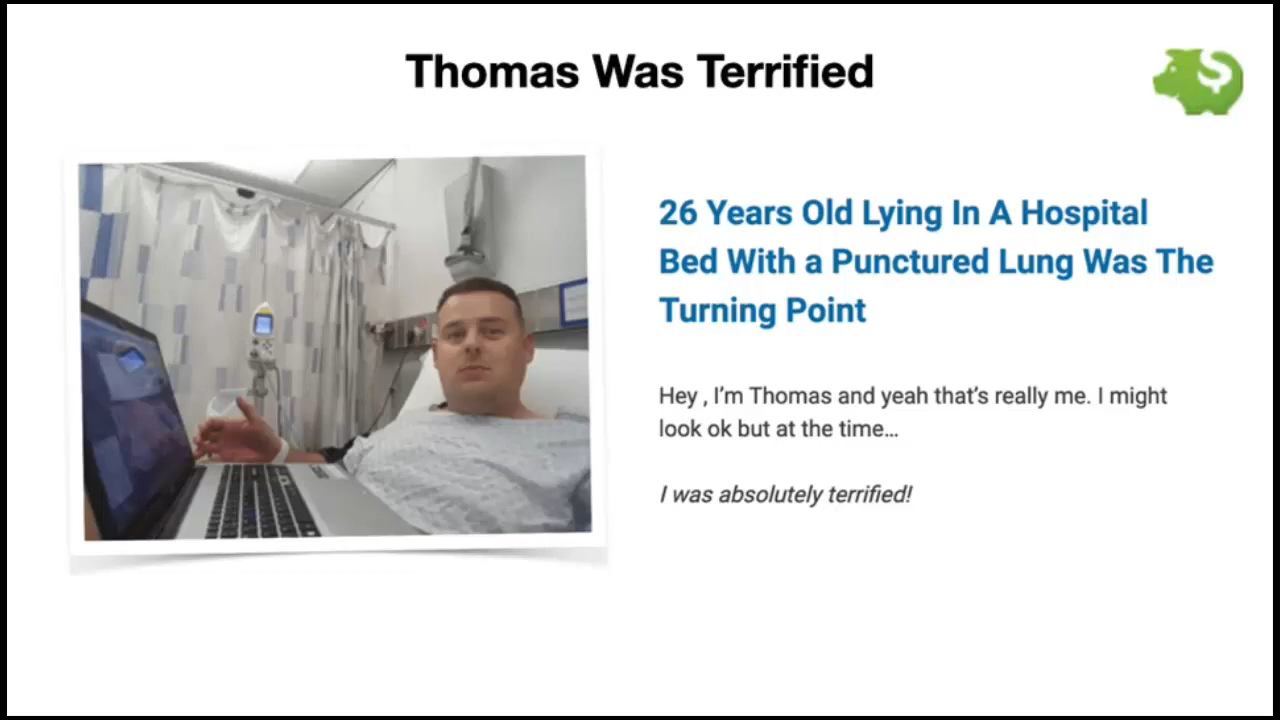 Thomas Was Terrified
26 Years Old Lying In A Hospital
Bed With a Punctured Lung Was The
Turning Point
Hey , I'm Thomas and yeah that's really me. I might
look ok but at the time…
I was absolutely terrified!